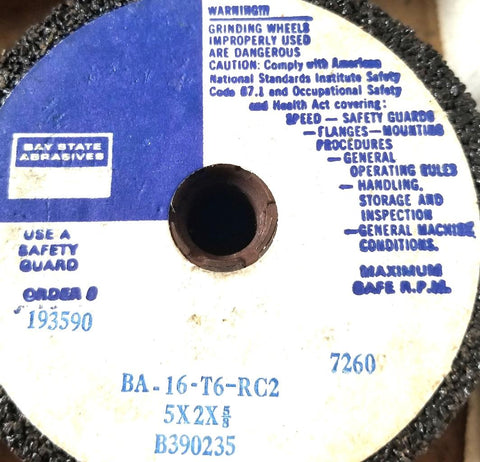 WARNING!!!
GRINDING WHEELS
IMPROPERLY USED
ARE DANGEROUS
CAUTION: Comply with American
National Standards Institute Safety
Code B7.1 and Occupational Safety
and Health Act covering:
SPEED — SAFETY GUARDS
— FLANGES — MOUNTING
PROCEDURES
— GENERAL
OPERATING RULES
— HANDLING,
STORAGE AND
INSPECTION
— GENERAL MACHINE
CONDITIONS.
BAY STATE
ABRASIVES
USE A
SAFETY
GUARD
MAXIMUM
SAFE R.P.M.
ORDER #
193590
7260
BA-16-T6-RC2
5X2X⅝
B390235